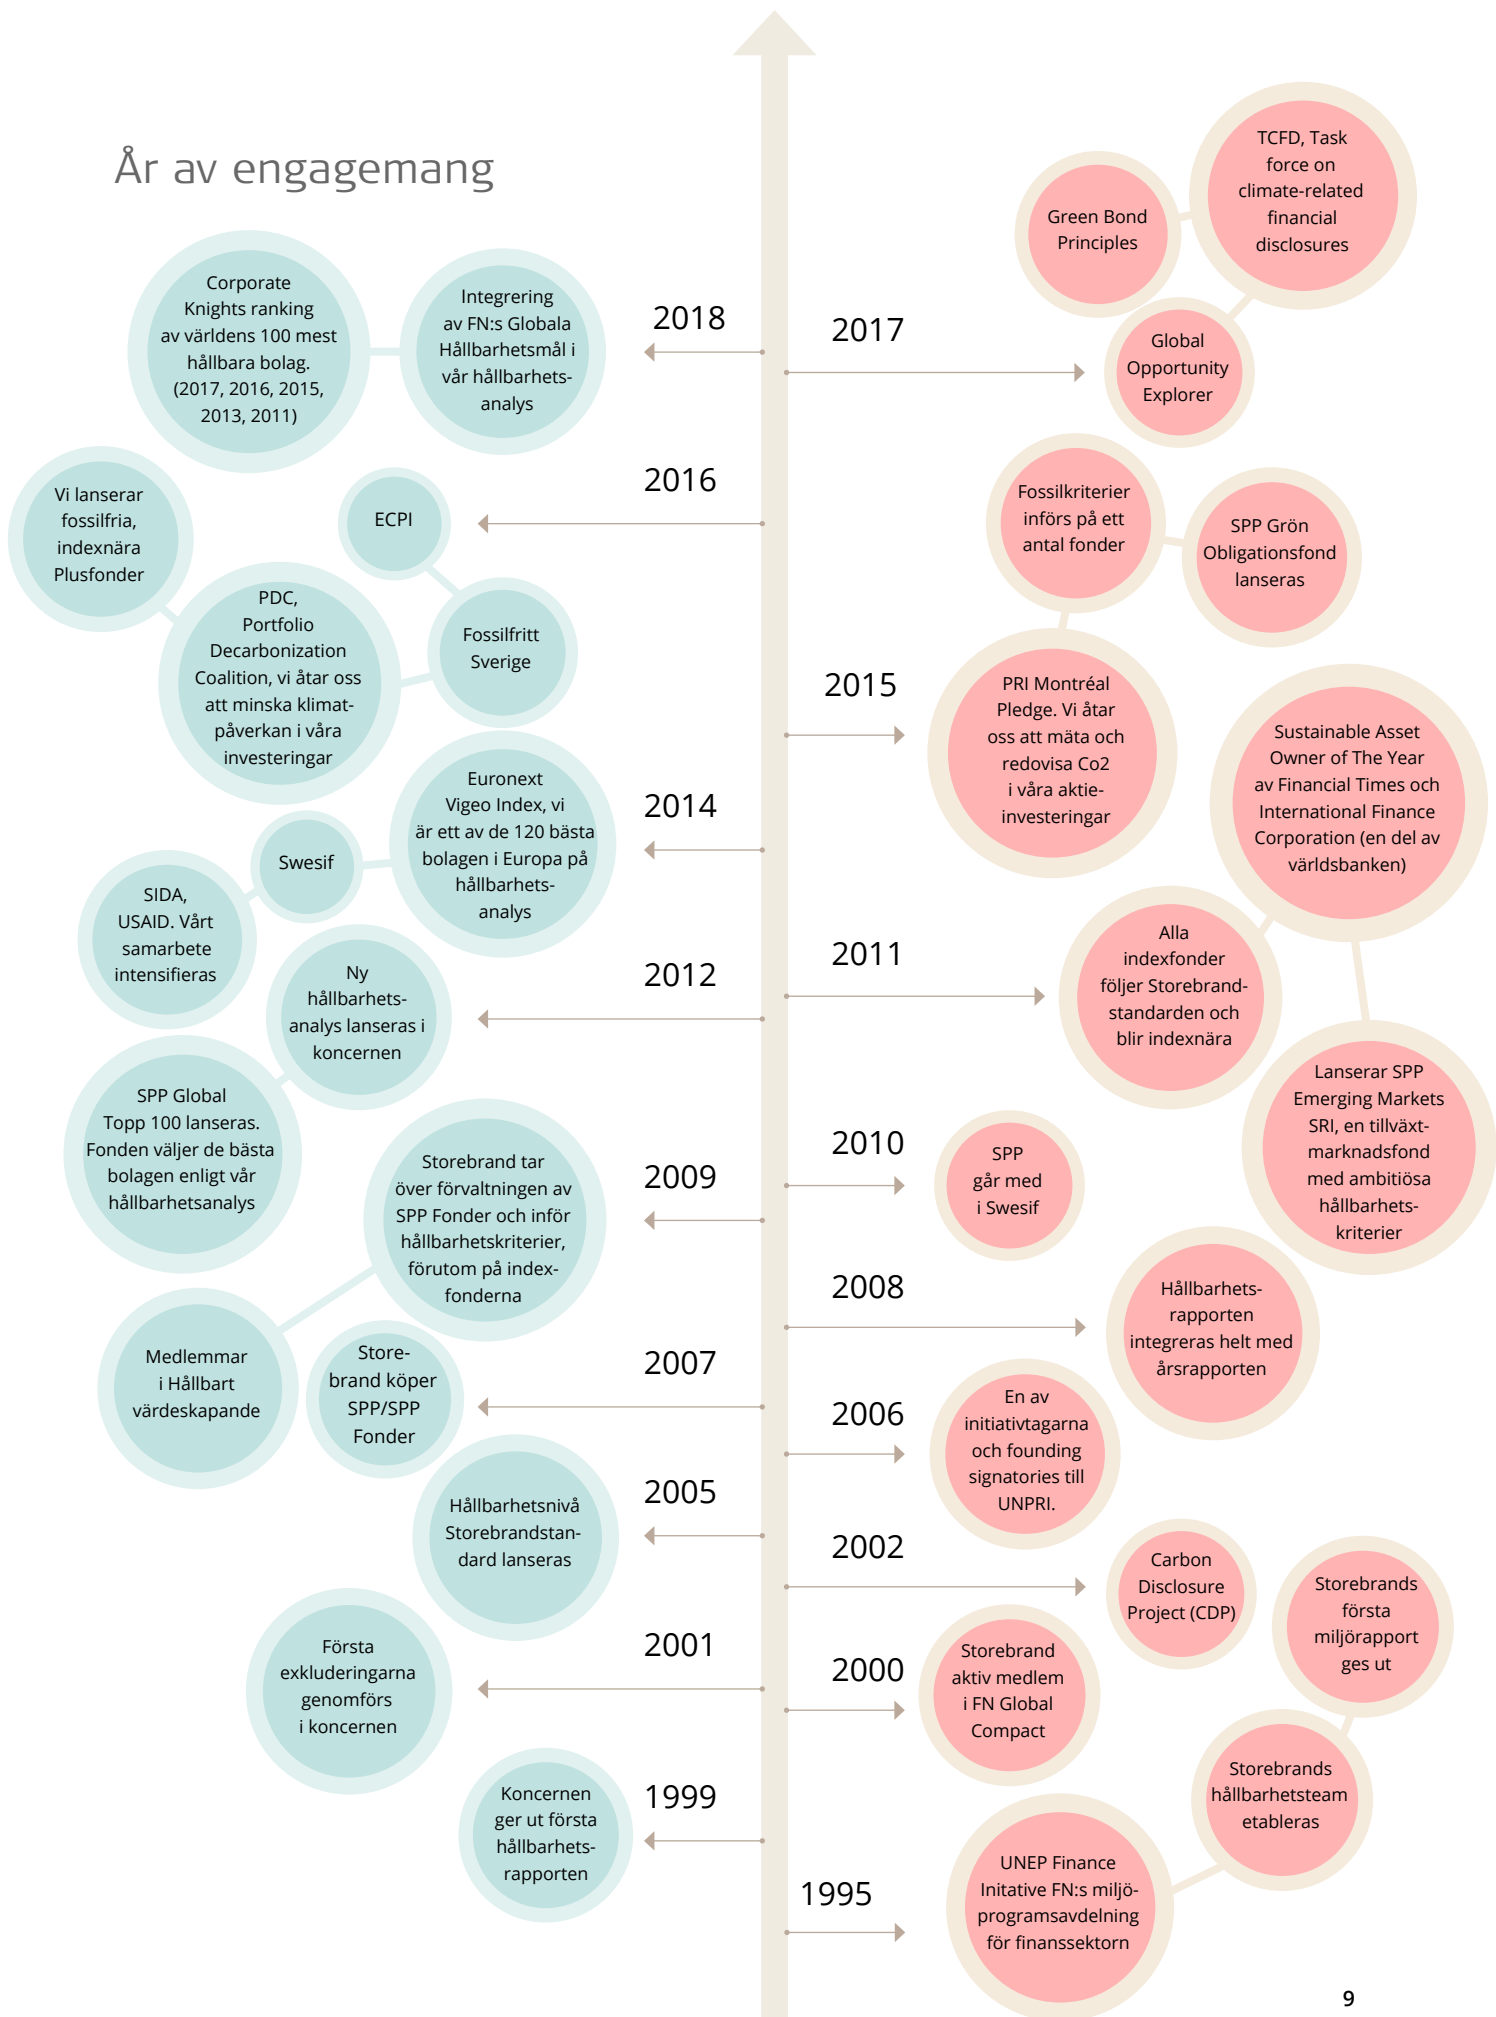 År av engagemang
2018
Integrering
av FN:s Globala
Hållbarhetsmål i
vår hållbarhets-
analys
Corporate
Knights ranking
av världens 100 mest
hållbara bolag.
(2017, 2016, 2015,
2013, 2011)
2017
Global
Opportunity
Explorer
TCFD, Task
force on
climate-related
financial
disclosures
Green Bond
Principles
2016
ECPI
Fossilfritt
Sverige
PDC,
Portfolio
Decarbonization
Coalition, vi åtar oss
att minska klimat-
påverkan i våra
investeringar
Vi lanserar
fossilfria,
indexnära
Plusfonder
2015
PRI Montréal
Pledge. Vi åtar
oss att mäta och
redovisa Co2
i våra aktie-
investeringar
Fossilkriterier
införs på ett
antal fonder
SPP Grön
Obligationsfond
lanseras
2014
Euronext
Vigeo Index, vi
är ett av de 120 bästa
bolagen i Europa på
hållbarhets-
analys
Swesif
SIDA,
USAID. Vårt
samarbete
intensifieras
2012
Ny
hållbarhets-
analys lanseras i
koncernen
SPP Global
Topp 100 lanseras.
Fonden väljer de bästa
bolagen enligt vår
hållbarhetsanalys
2011
Alla
indexfonder
följer Storebrand-
standarden och
blir indexnära
Sustainable Asset
Owner of The Year
av Financial Times och
International Finance
Corporation (en del av
världsbanken)
Lanserar SPP
Emerging Markets
SRI, en tillväxt-
marknadsfond
med ambitiösa
hållbarhets-
kriterier
2010
SPP
går med
i Swesif
2009
Storebrand tar
över förvaltningen av
SPP Fonder och inför
hållbarhetskriterier,
förutom på index-
fonderna
Medlemmar
i Hållbart
värdeskapande
2008
Hållbarhets-
rapporten
integreras helt med
årsrapporten
2007
Store-
brand köper
SPP/SPP
Fonder
2006
En av
initiativtagarna
och founding
signatories till
UNPRI.
2005
Hållbarhetsnivå
Storebrandstan-
dard lanseras
2002
Carbon
Disclosure
Project (CDP)
2001
Första
exkluderingarna
genomförs
i koncernen
2000
Storebrand
aktiv medlem
i FN Global
Compact
1999
Koncernen
ger ut första
hållbarhets-
rapporten
1995
UNEP Finance
Initative FN:s miljö-
programsavdelning
för finanssektorn
Storebrands
hållbarhetsteam
etableras
Storebrands
första
miljörapport
ges ut
9